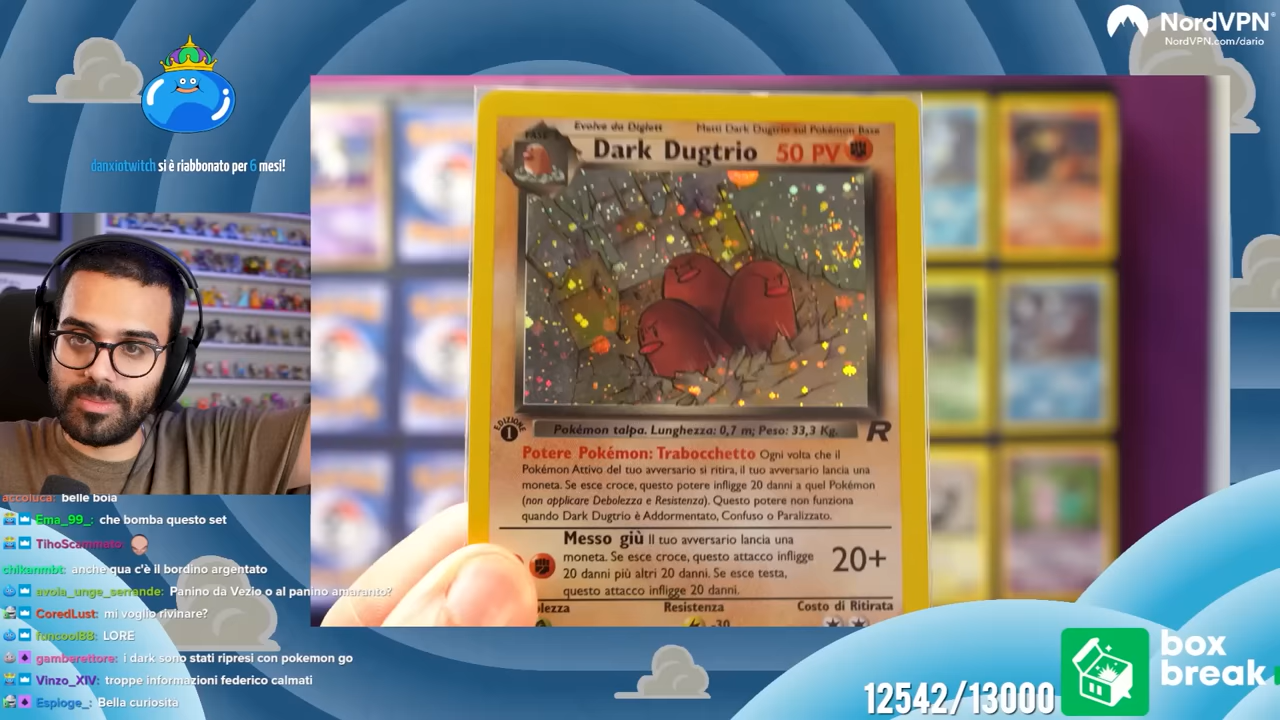 NordVPN
NordVPN.com/dario
danxiotwitch si è riabbonato per 6 mesi!
Evolve da Diglett
Metti Dark Dugtrio sul Pokémon Base
Dark Dugtrio 50 PV
EDIZIONE 1
Pokémon talpa. Lunghezza: 0,7 m; Peso: 33,3 Kg.
R
Potere Pokémon: Trabocchetto Ogni volta che il
Pokémon Attivo del tuo avversario si ritira, il tuo avversario lancia una
moneta. Se esce croce, questo potere infligge 20 danni a quel Pokémon
(non applicare Debolezza e Resistenza). Questo potere non funziona
quando Dark Dugtrio è Addormentato, Confuso o Paralizzato.
Messo giù Il tuo avversario lancia una
moneta. Se esce croce, questo attacco infligge
20 danni più altri 20 danni. Se esce testa,
questo attacco infligge 20 danni.
20+
olezza Resistenza Costo di Ritirata
-30
accoluca: belle boia
Ema_99_: che bomba questo set
TihoScammato:
chikanmbt: anche qua c'è il bordino argentato
avoia_unge_serrande: Panino da Vezio o al panino amaranto?
CoredLust: mi voglio rivinare?
funcool88: LORE
gamberettore: i dark sono stati ripresi con pokemon go
Vinzo_XIV: troppe informazioni federico calmati
Espioge_: Bella curiosita
12542/13000
box
break